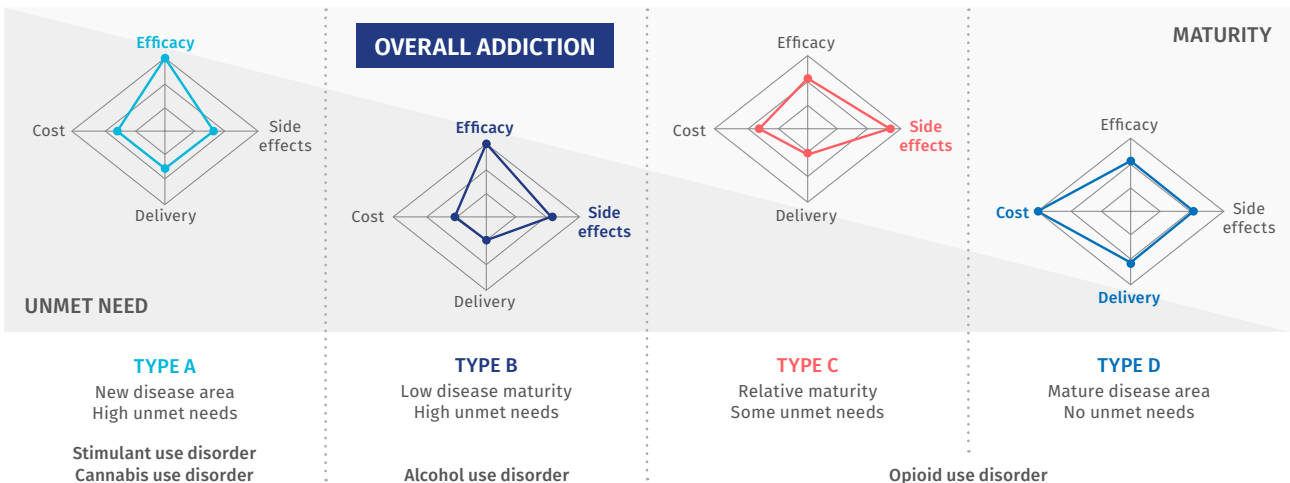 OVERALL ADDICTION
MATURITY
UNMET NEED
Efficacy
Cost
Side
effects
Delivery
Efficacy
Cost
Side
effects
Delivery
Efficacy
Cost
Side
effects
Delivery
Efficacy
Cost
Side
effects
Delivery
TYPE A
New disease area
High unmet needs
Stimulant use disorder
Cannabis use disorder
TYPE B
Low disease maturity
High unmet needs
Alcohol use disorder
TYPE C
Relative maturity
Some unmet needs
TYPE D
Mature disease area
No unmet needs
Opioid use disorder